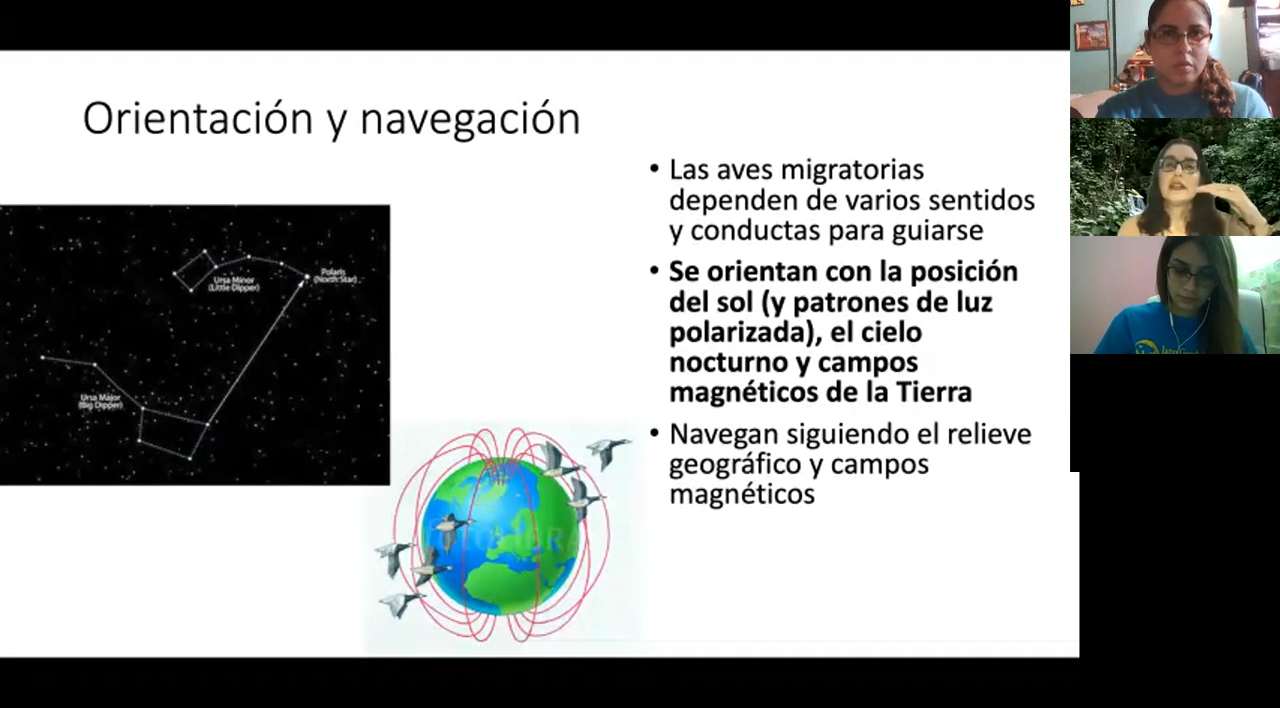 Orientación y navegación
• Las aves migratorias
dependen de varios sentidos
y conductas para guiarse
• Se orientan con la posición
del sol (y patrones de luz
polarizada), el cielo
nocturno y campos
magnéticos de la Tierra
• Navegan siguiendo el relieve
geográfico y campos
magnéticos
Polaris
(North Star)
Ursa Minor
(Little Dipper)
Ursa Major
(Big Dipper)